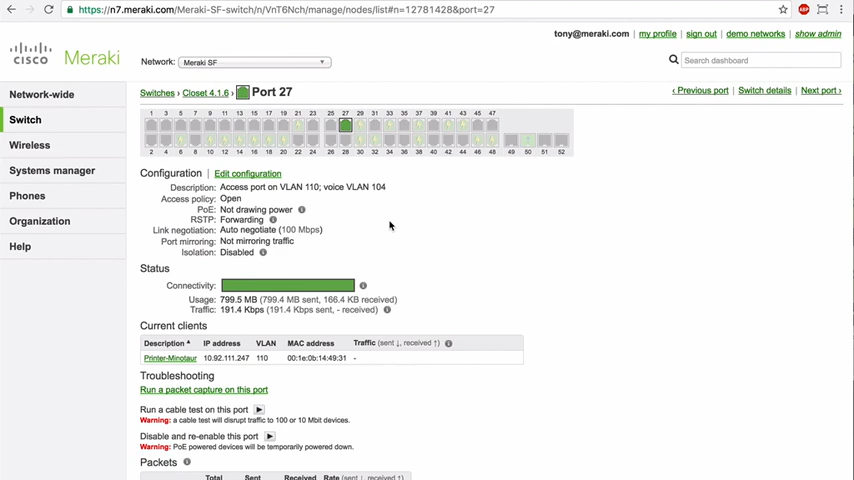 https://n7.meraki.com/Meraki-SF-switch/n/VnT6Nch/manage/nodes/list#n=12781428&port=27
ABP
tony@meraki.com | my profile | sign out | demo networks | show admin
CISCO Meraki
Network: Meraki SF
Search dashboard
Network-wide
Switch
Wireless
Systems manager
Phones
Organization
Help
Switches › Closet 4.1.6 › Port 27
‹ Previous port | Switch details | Next port ›
1 3 5 7 9 11 13 15 17 19 21 23 25 27 29 31 33 35 37 39 41 43 45 47
2 4 6 8 10 12 14 16 18 20 22 24 26 28 30 32 34 36 38 40 42 44 46 48 49 50 51 52
Configuration | Edit configuration
Description: Access port on VLAN 110; voice VLAN 104
Access policy: Open
PoE: Not drawing power
RSTP: Forwarding
Link negotiation: Auto negotiate (100 Mbps)
Port mirroring: Not mirroring traffic
Isolation: Disabled
Status
Connectivity:
Usage: 799.5 MB (799.4 MB sent, 166.4 KB received)
Traffic: 191.4 Kbps (191.4 Kbps sent, - received)
Current clients
Description IP address VLAN MAC address Traffic (sent ↓, received ↑)
Printer-Minotaur 10.92.111.247 110 00:1e:0b:14:49:31 -
Troubleshooting
Run a packet capture on this port
Run a cable test on this port
Warning: a cable test will disrupt traffic to 100 or 10 Mbit devices.
Disable and re-enable this port
Warning: PoE powered devices will be temporarily powered down.
Packets
Total Sent Received Rate (sent ↓, received ↑)